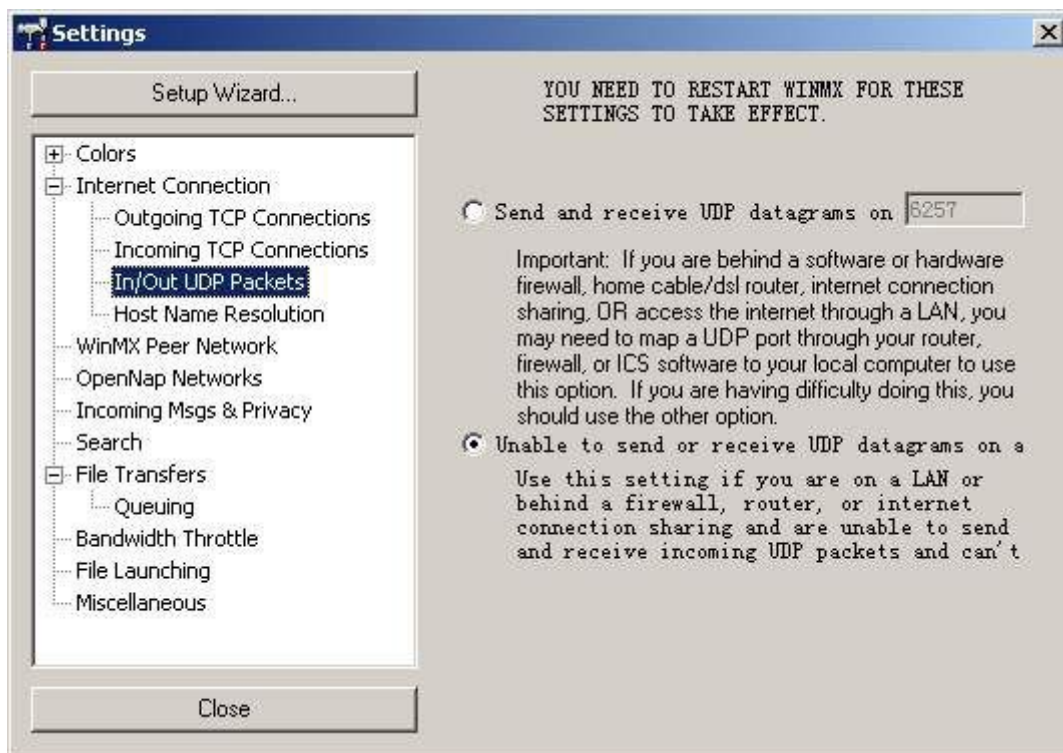 Settings
Setup Wizard...
Colors
Internet Connection
Outgoing TCP Connections
Incoming TCP Connections
In/Out UDP Packets
Host Name Resolution
WinMX Peer Network
OpenNap Networks
Incoming Msgs & Privacy
Search
File Transfers
Queuing
Bandwidth Throttle
File Launching
Miscellaneous
Close
YOU NEED TO RESTART WINMX FOR THESE
SETTINGS TO TAKE EFFECT.
Send and receive UDP datagrams on 6257
Important: If you are behind a software or hardware
firewall, home cable/dsl router, internet connection
sharing, OR access the internet through a LAN, you
may need to map a UDP port through your router,
firewall, or ICS software to your local computer to use
this option. If you are having difficulty doing this, you
should use the other option.
Unable to send or receive UDP datagrams on a
Use this setting if you are on a LAN or
behind a firewall, router, or internet
connection sharing and are unable to send
and receive incoming UDP packets and can't